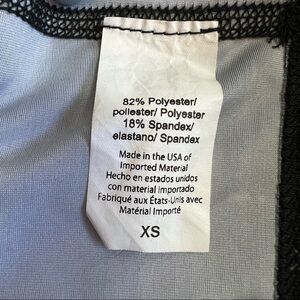 82% Polyester/
poliester/ Polyester
18% Spandex/
elastano/ Spandex
Made in the USA of
Imported Material
Hecho en estados unidos
con material importado
Fabriqué aux États-Unis avec
Matérial Importé
XS